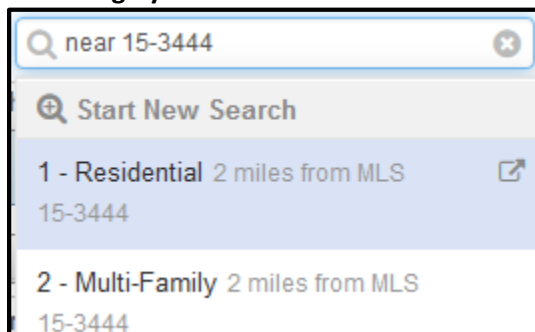 near 15-3444
Start New Search
1 - Residential 2 miles from MLS
15-3444
2 - Multi-Family 2 miles from MLS
15-3444